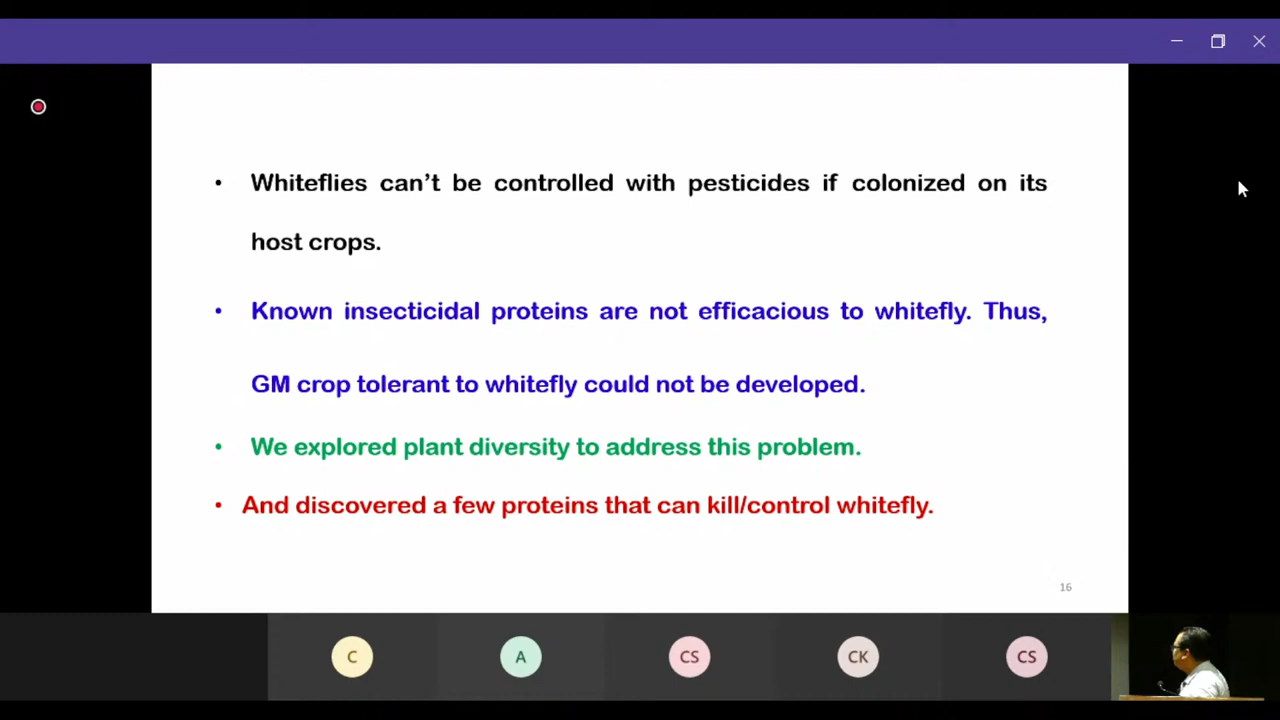 • Whiteflies can’t be controlled with pesticides if colonized on its
host crops.
• Known insecticidal proteins are not efficacious to whitefly. Thus,
GM crop tolerant to whitefly could not be developed.
• We explored plant diversity to address this problem.
• And discovered a few proteins that can kill/control whitefly.
16
C A CS CK CS